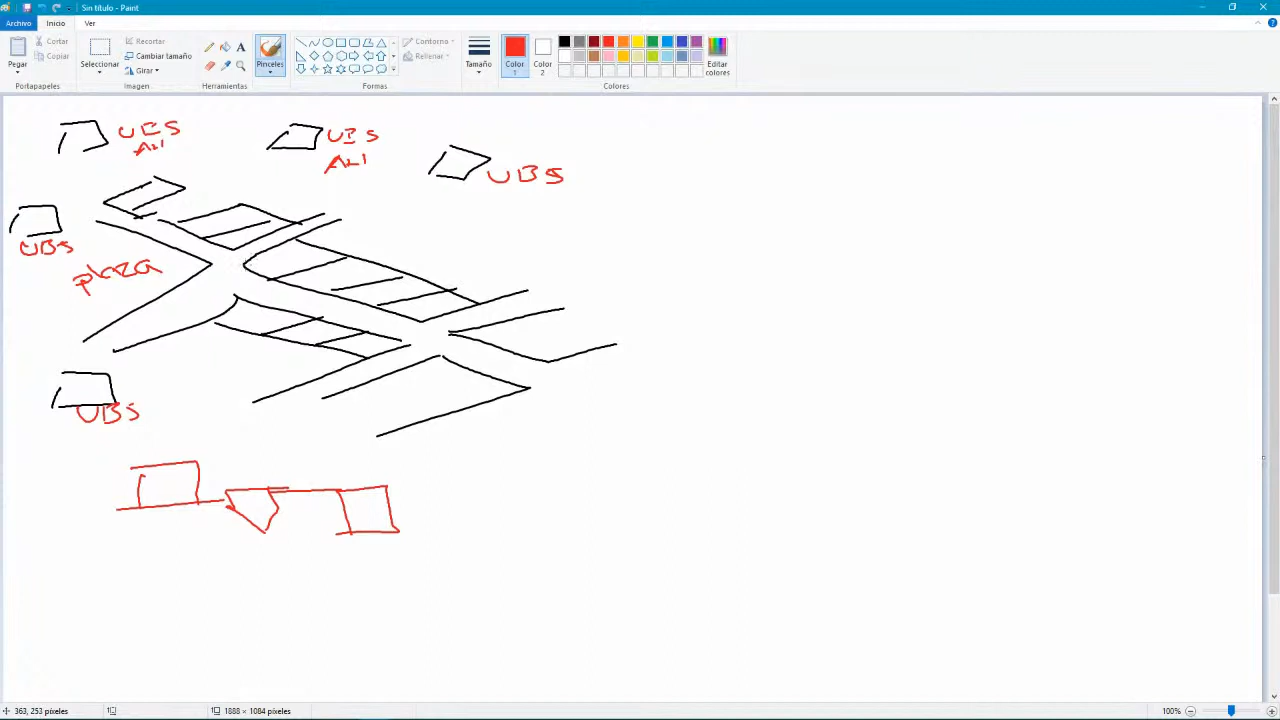 Sin título - Paint
Archivo Inicio Ver
Pegar
Cortar
Copiar
Portapapeles
Seleccionar
Recortar
Cambiar tamaño
Girar
Imagen
A
Herramientas
Pinceles
Contorno
Rellenar
Formas
Tamaño
Color 1
Color 2
Editar colores
Colores
UBS
UBS
UBS
UBS
plaza
UBS
363, 253 píxeles
1888 × 1084 píxeles
100%